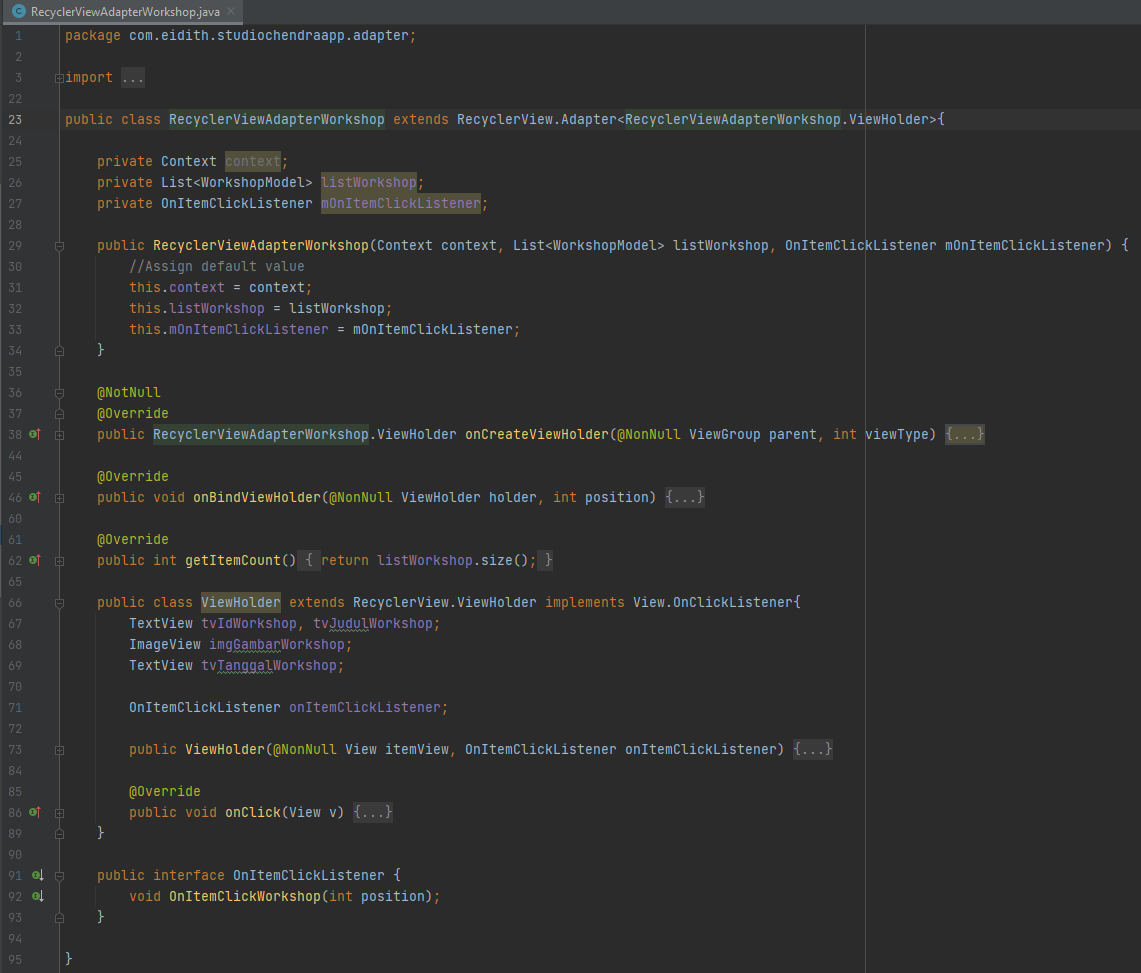 RecyclerViewAdapterWorkshop.java
1 package com.eidith.studiochendraapp.adapter;
2
3 import ...
22
23 public class RecyclerViewAdapterWorkshop extends RecyclerView.Adapter<RecyclerViewAdapterWorkshop.ViewHolder>{
24
25 private Context context;
26 private List<WorkshopModel> listWorkshop;
27 private OnItemClickListener mOnItemClickListener;
28
29 public RecyclerViewAdapterWorkshop(Context context, List<WorkshopModel> listWorkshop, OnItemClickListener mOnItemClickListener) {
30 //Assign default value
31 this.context = context;
32 this.listWorkshop = listWorkshop;
33 this.mOnItemClickListener = mOnItemClickListener;
34 }
35
36 @NotNull
37 @Override
38 public RecyclerViewAdapterWorkshop.ViewHolder onCreateViewHolder(@NonNull ViewGroup parent, int viewType) {...}
44
45 @Override
46 public void onBindViewHolder(@NonNull ViewHolder holder, int position) {...}
60
61 @Override
62 public int getItemCount() { return listWorkshop.size(); }
65
66 public class ViewHolder extends RecyclerView.ViewHolder implements View.OnClickListener{
67 TextView tvIdWorkshop, tvJudulWorkshop;
68 ImageView imgGambarWorkshop;
69 TextView tvTanggalWorkshop;
70
71 OnItemClickListener onItemClickListener;
72
73 public ViewHolder(@NonNull View itemView, OnItemClickListener onItemClickListener) {...}
84
85 @Override
86 public void onClick(View v) {...}
89 }
90
91 public interface OnItemClickListener {
92 void OnItemClickWorkshop(int position);
93 }
94
95 }